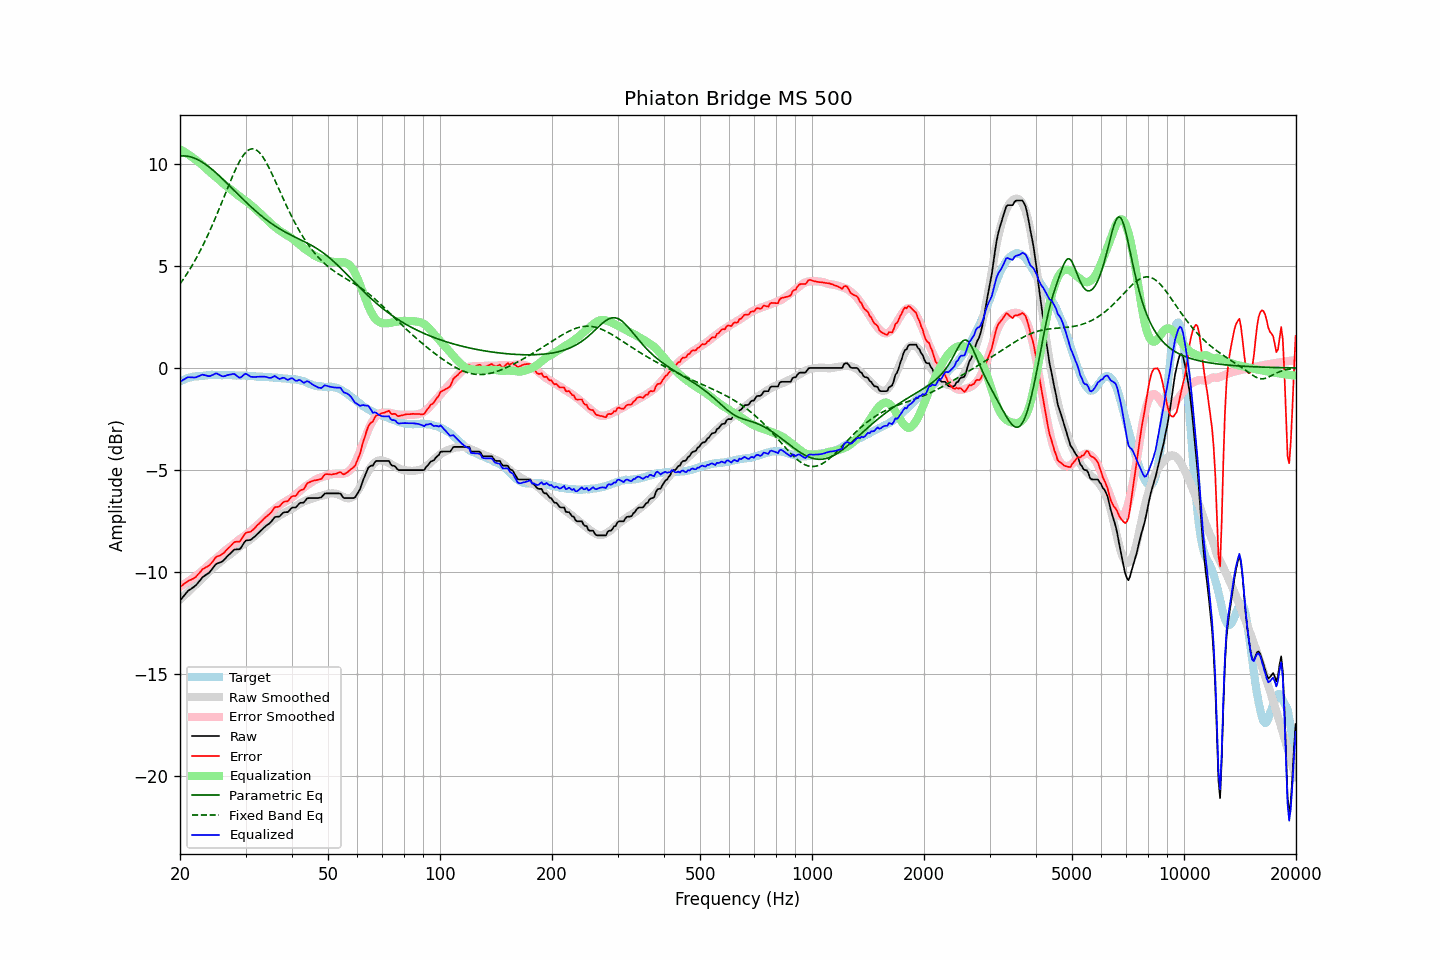 Phiaton Bridge MS 500
Amplitude (dBr)
10
5
0
−5
−10
−15
−20
Target
Raw Smoothed
Error Smoothed
Raw
Error
Equalization
Parametric Eq
Fixed Band Eq
Equalized
20
50
100
200
500
1000
2000
5000
10000
20000
Frequency (Hz)